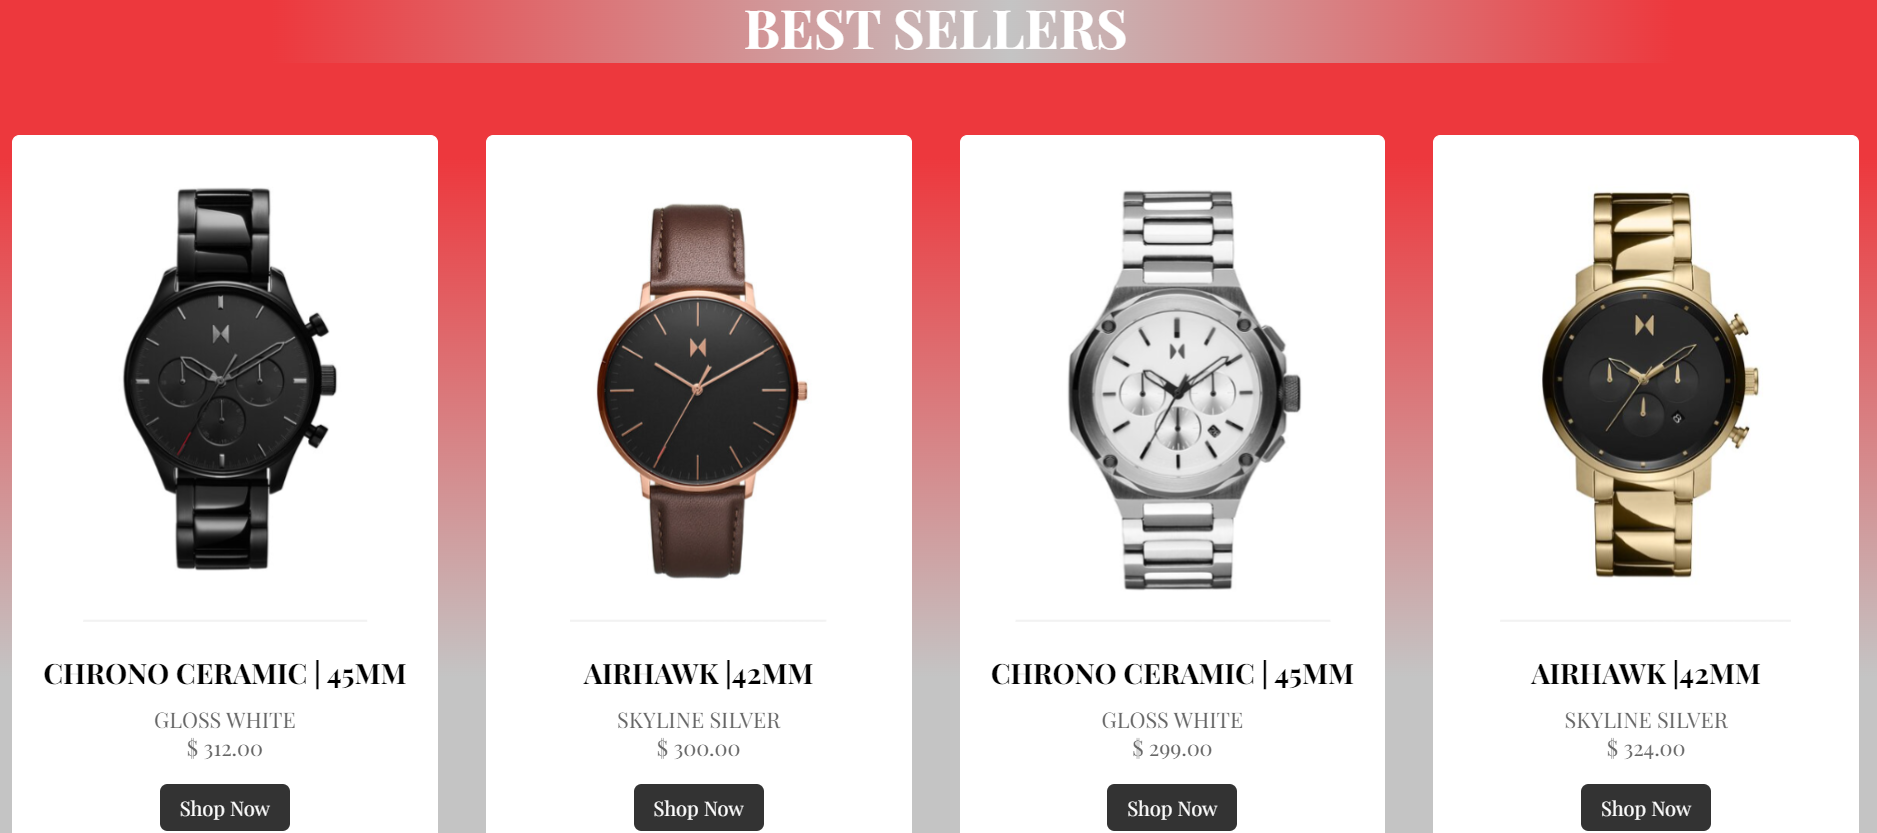 BEST SELLERS
CHRONO CERAMIC | 45MM
GLOSS WHITE
$ 312.00
Shop Now
AIRHAWK |42MM
SKYLINE SILVER
$ 300.00
Shop Now
CHRONO CERAMIC | 45MM
GLOSS WHITE
$ 299.00
Shop Now
AIRHAWK |42MM
SKYLINE SILVER
$ 324.00
Shop Now